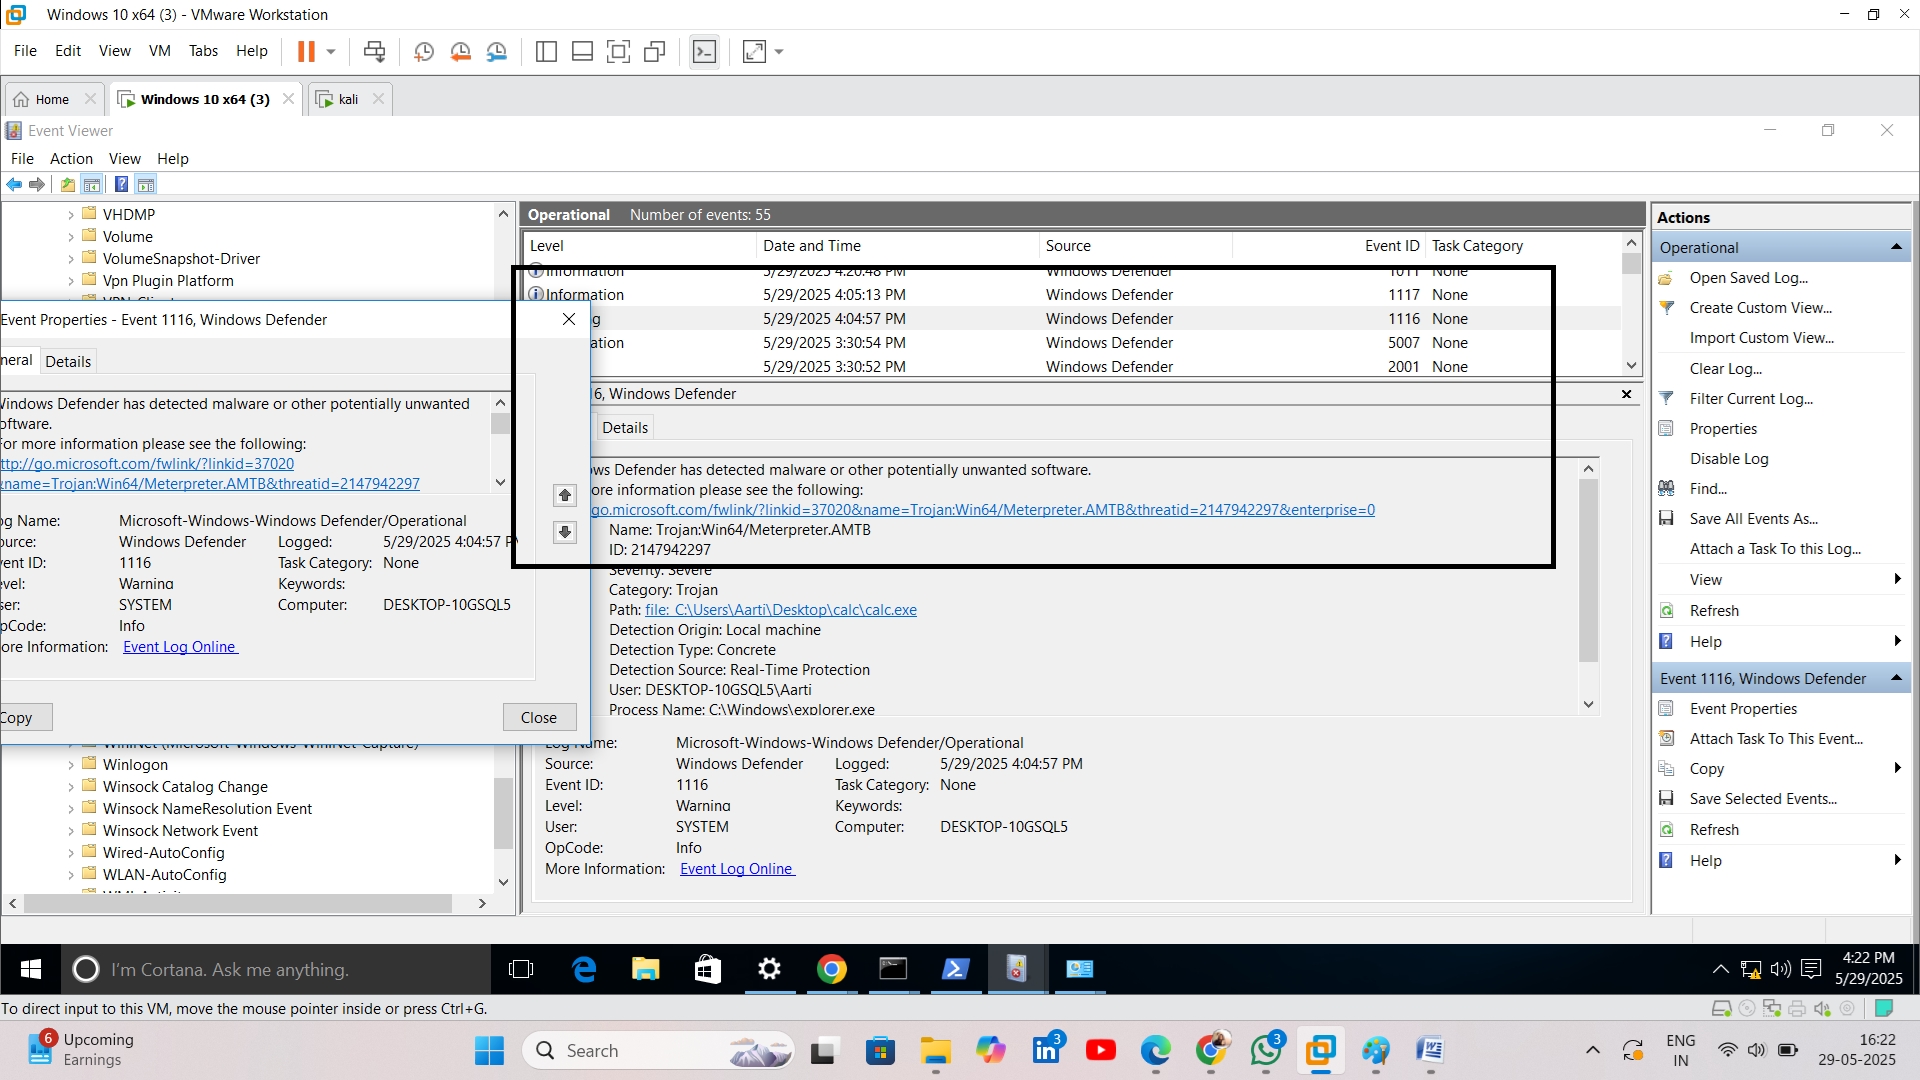 Windows 10 x64 (3) - VMware Workstation
File Edit View VM Tabs Help
Home Windows 10 x64 (3) kali
Event Viewer
File Action View Help
VHDMP
Volume
VolumeSnapshot-Driver
Vpn Plugin Platform
Operational Number of events: 55
Level Date and Time Source Event ID Task Category
Information 5/29/2025 4:20:48 PM Windows Defender 1011 None
Information 5/29/2025 4:05:13 PM Windows Defender 1117 None
g 5/29/2025 4:04:57 PM Windows Defender 1116 None
ation 5/29/2025 3:30:54 PM Windows Defender 5007 None
5/29/2025 3:30:52 PM Windows Defender 2001 None
Event Properties - Event 1116, Windows Defender
neral Details
Windows Defender has detected malware or other potentially unwanted
oftware.
For more information please see the following:
ttp://go.microsoft.com/fwlink/?linkid=37020
&name=Trojan:Win64/Meterpreter.AMTB&threatid=2147942297
og Name: Microsoft-Windows-Windows Defender/Operational
ource: Windows Defender Logged: 5/29/2025 4:04:57 P
vent ID: 1116 Task Category: None
evel: Warning Keywords:
ser: SYSTEM Computer: DESKTOP-10GSQL5
pCode: Info
ore Information: Event Log Online
Copy Close
16, Windows Defender
Details
ws Defender has detected malware or other potentially unwanted software.
ore information please see the following:
go.microsoft.com/fwlink/?linkid=37020&name=Trojan:Win64/Meterpreter.AMTB&threatid=2147942297&enterprise=0
Name: Trojan:Win64/Meterpreter.AMTB
ID: 2147942297
Severity: Severe
Category: Trojan
Path: file: C:\Users\Aarti\Desktop\calc\calc.exe
Detection Origin: Local machine
Detection Type: Concrete
Detection Source: Real-Time Protection
User: DESKTOP-10GSQL5\Aarti
Process Name: C:\Windows\explorer.exe
Log Name: Microsoft-Windows-Windows Defender/Operational
Source: Windows Defender Logged: 5/29/2025 4:04:57 PM
Event ID: 1116 Task Category: None
Level: Warning Keywords:
User: SYSTEM Computer: DESKTOP-10GSQL5
OpCode: Info
More Information: Event Log Online
WinINet (Microsoft-Windows-WinINet-Capture)
Winlogon
Winsock Catalog Change
Winsock NameResolution Event
Winsock Network Event
Wired-AutoConfig
WLAN-AutoConfig
Actions
Operational
Open Saved Log...
Create Custom View...
Import Custom View...
Clear Log...
Filter Current Log...
Properties
Disable Log
Find...
Save All Events As...
Attach a Task To this Log...
View
Refresh
Help
Event 1116, Windows Defender
Event Properties
Attach Task To This Event...
Copy
Save Selected Events...
Refresh
Help
I'm Cortana. Ask me anything.
4:22 PM
5/29/2025
To direct input to this VM, move the mouse pointer inside or press Ctrl+G.
6
Upcoming
Earnings
Search
3
3
ENG
IN
16:22
29-05-2025